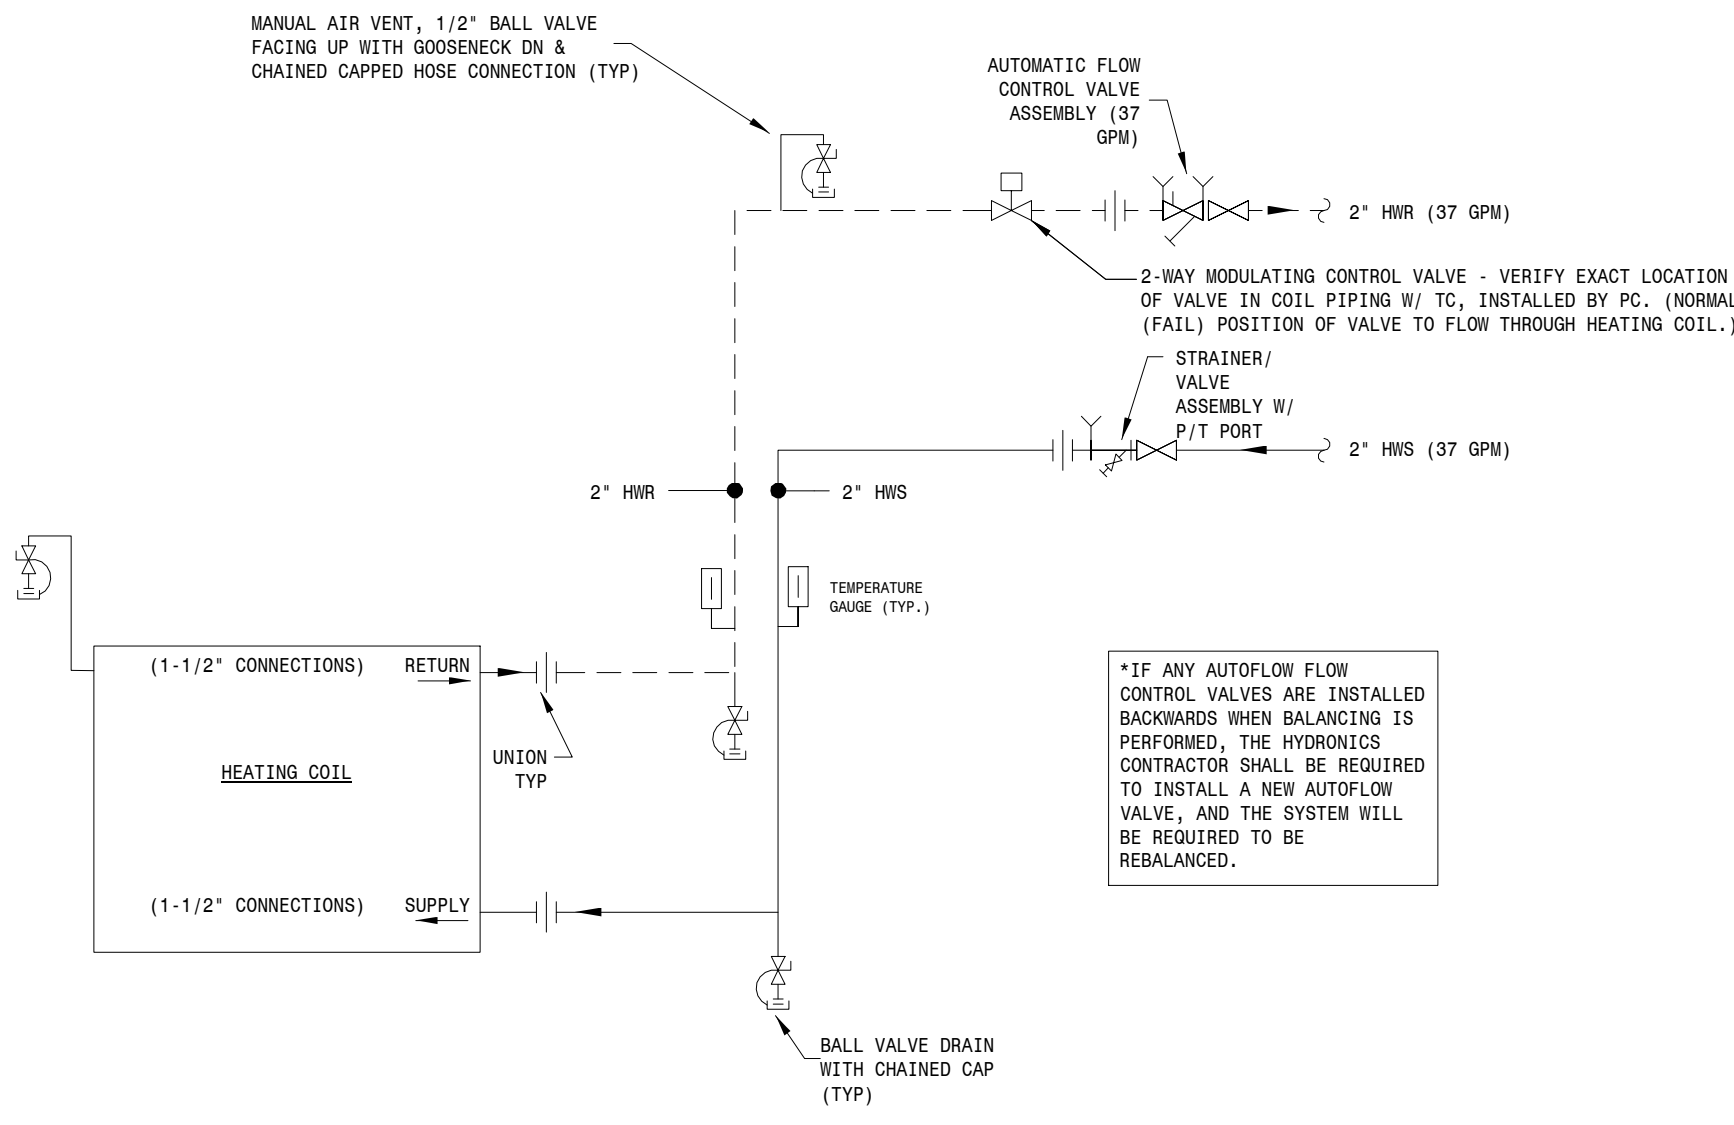 MANUAL AIR VENT, 1/2" BALL VALVE
FACING UP WITH GOOSENECK DN &
CHAINED CAPPED HOSE CONNECTION (TYP)
AUTOMATIC FLOW
CONTROL VALVE
ASSEMBLY (37
GPM)
2" HWR (37 GPM)
2-WAY MODULATING CONTROL VALVE - VERIFY EXACT LOCATION
OF VALVE IN COIL PIPING W/ TC, INSTALLED BY PC. (NORMAL
(FAIL) POSITION OF VALVE TO FLOW THROUGH HEATING COIL.)
STRAINER/
VALVE
ASSEMBLY W/
P/T PORT
2" HWS (37 GPM)
2" HWR
2" HWS
TEMPERATURE
GAUGE (TYP.)
(1-1/2" CONNECTIONS) RETURN
UNION
TYP
HEATING COIL
(1-1/2" CONNECTIONS) SUPPLY
*IF ANY AUTOFLOW FLOW
CONTROL VALVES ARE INSTALLED
BACKWARDS WHEN BALANCING IS
PERFORMED, THE HYDRONICS
CONTRACTOR SHALL BE REQUIRED
TO INSTALL A NEW AUTOFLOW
VALVE, AND THE SYSTEM WILL
BE REQUIRED TO BE
REBALANCED.
BALL VALVE DRAIN
WITH CHAINED CAP
(TYP)